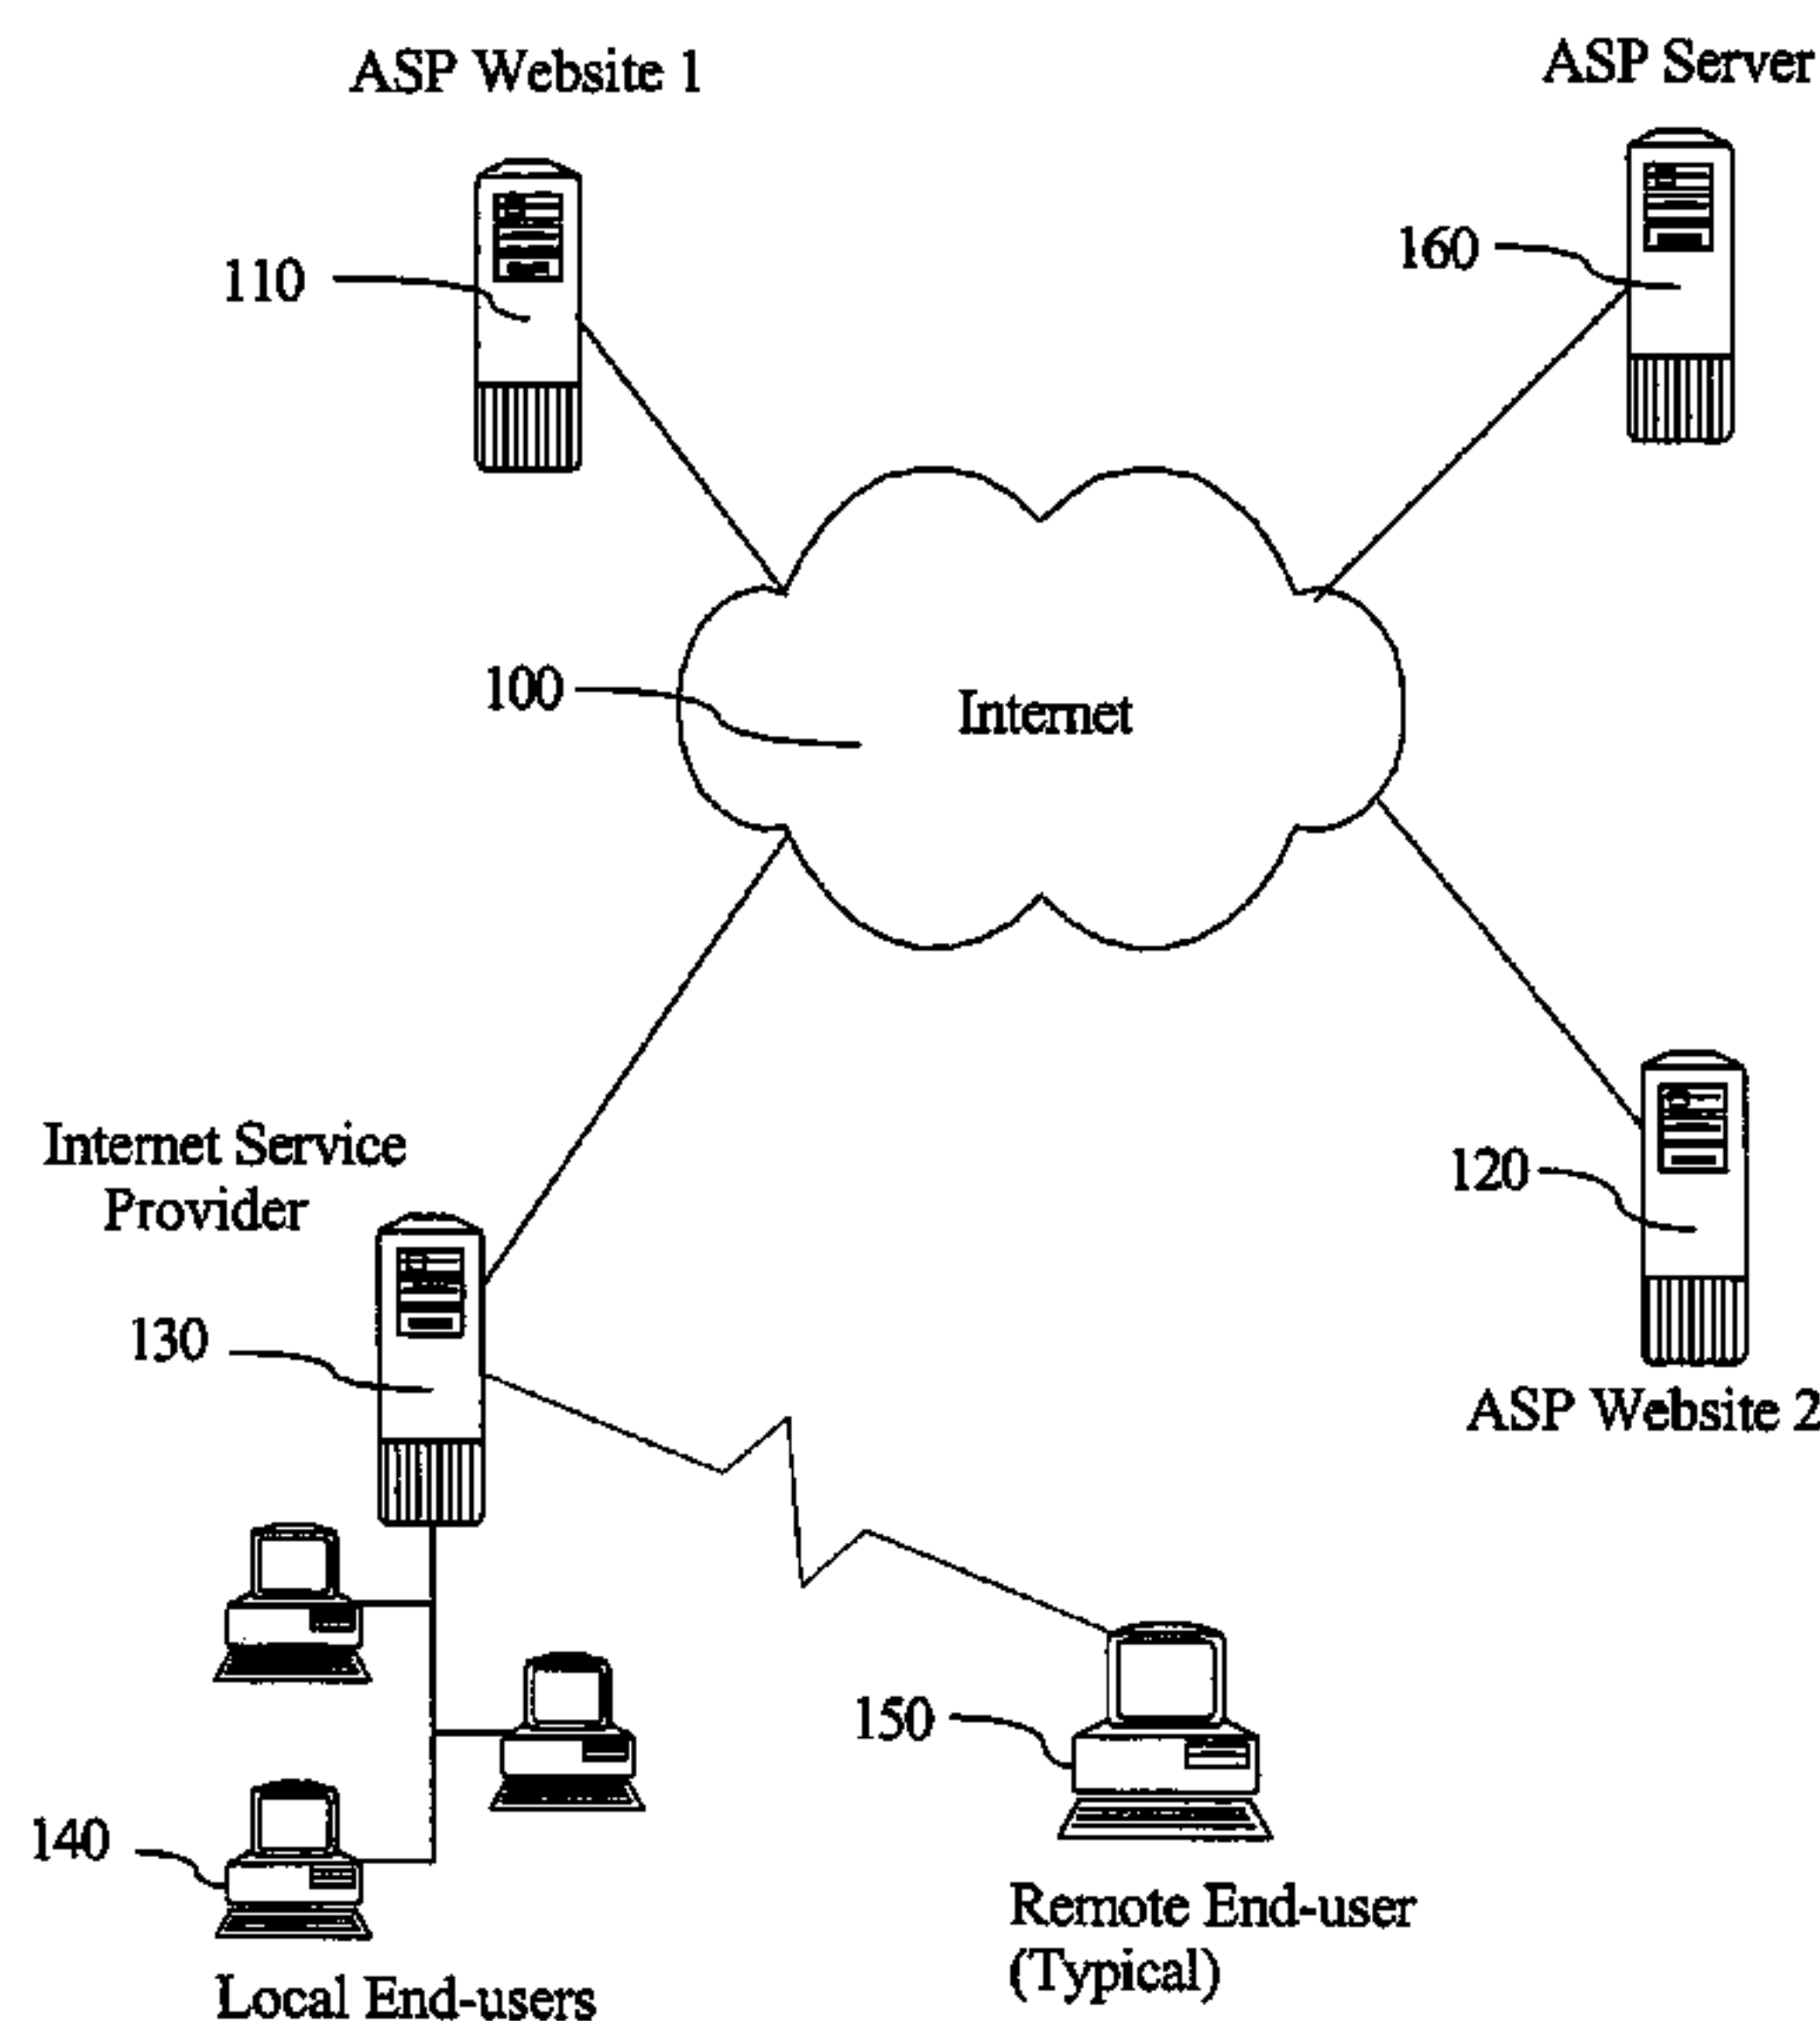 ASP Website 1
ASP Server
110
160
100
Internet
Internet Service
Provider
120
130
ASP Website 2
150
140
Remote End-user
(Typical)
Local End-users